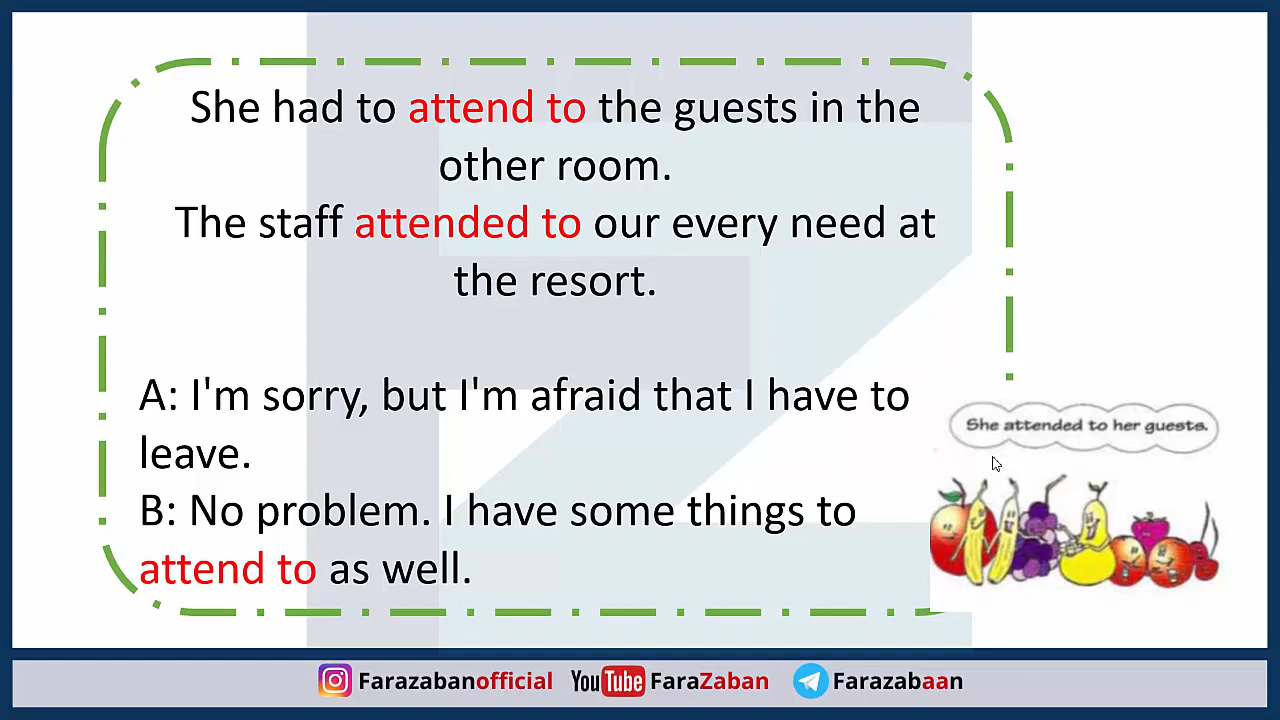 She had to attend to the guests in the
other room.
The staff attended to our every need at
the resort.
A: I'm sorry, but I'm afraid that I have to
leave.
B: No problem. I have some things to
attend to as well.
She attended to her guests.
Farazabanofficial YouTube FaraZaban Farazabaan